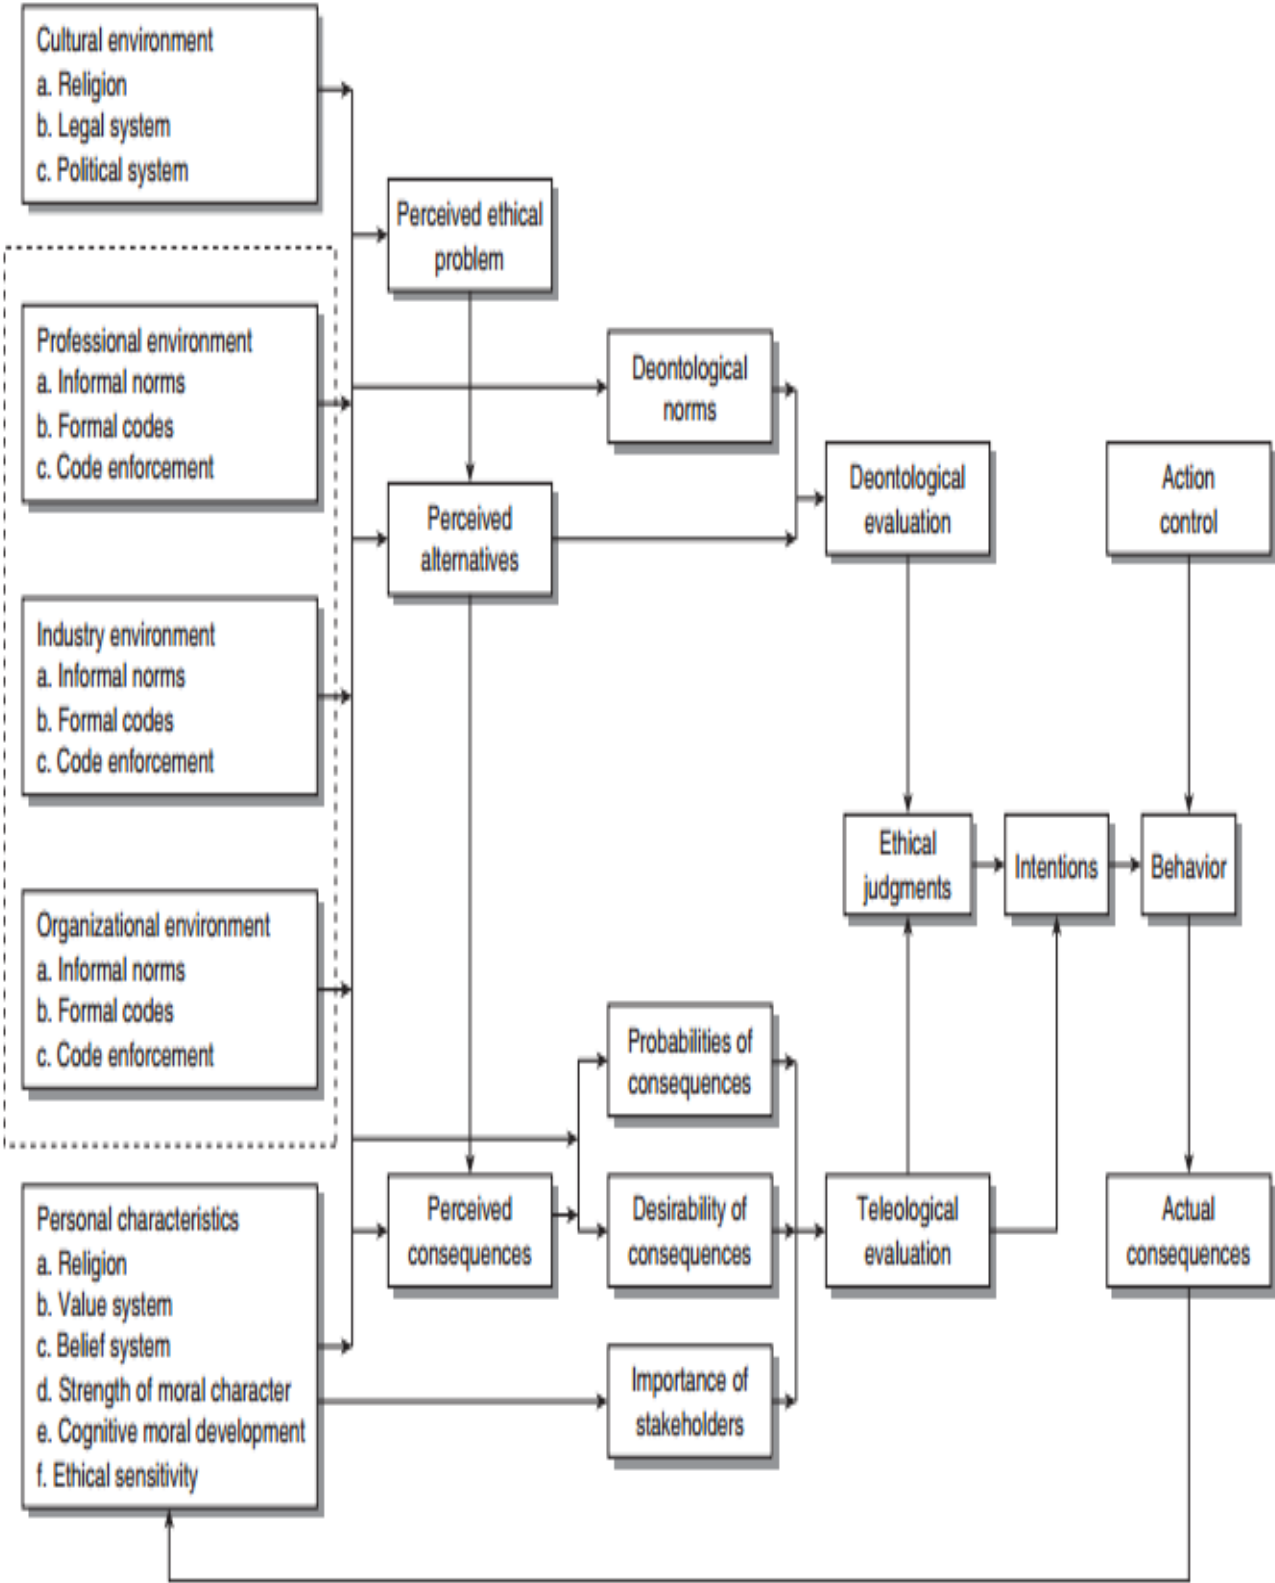 Cultural environment
a. Religion
b. Legal system
c. Political system
Perceived ethical
problem
Professional environment
a. Informal norms
b. Formal codes
c. Code enforcement
Deontological
norms
Perceived
alternatives
Deontological
evaluation
Action
control
Industry environment
a. Informal norms
b. Formal codes
c. Code enforcement
Ethical
judgments
Intentions
Behavior
Organizational environment
a. Informal norms
b. Formal codes
c. Code enforcement
Probabilities of
consequences
Perceived
consequences
Desirability of
consequences
Teleological
evaluation
Actual
consequences
Personal characteristics
a. Religion
b. Value system
c. Belief system
d. Strength of moral character
e. Cognitive moral development
f. Ethical sensitivity
Importance of
stakeholders